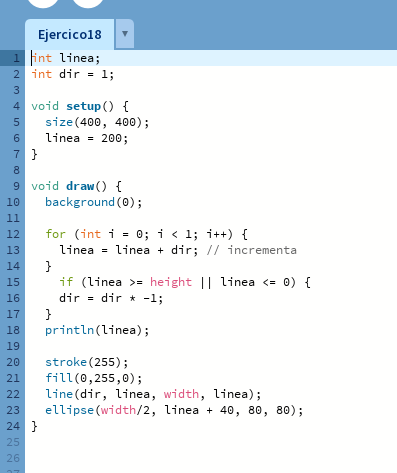 Ejercico18 ▼
1 int linea;
2 int dir = 1;
3
4 void setup() {
5   size(400, 400);
6   linea = 200;
7 }
8
9 void draw() {
10   background(0);
11
12   for (int i = 0; i < 1; i++) {
13     linea = linea + dir; // incrementa
14   }
15     if (linea >= height || linea <= 0) {
16     dir = dir * -1;
17   }
18   println(linea);
19
20   stroke(255);
21   fill(0,255,0);
22   line(dir, linea, width, linea);
23   ellipse(width/2, linea + 40, 80, 80);
24 }
25
26
27